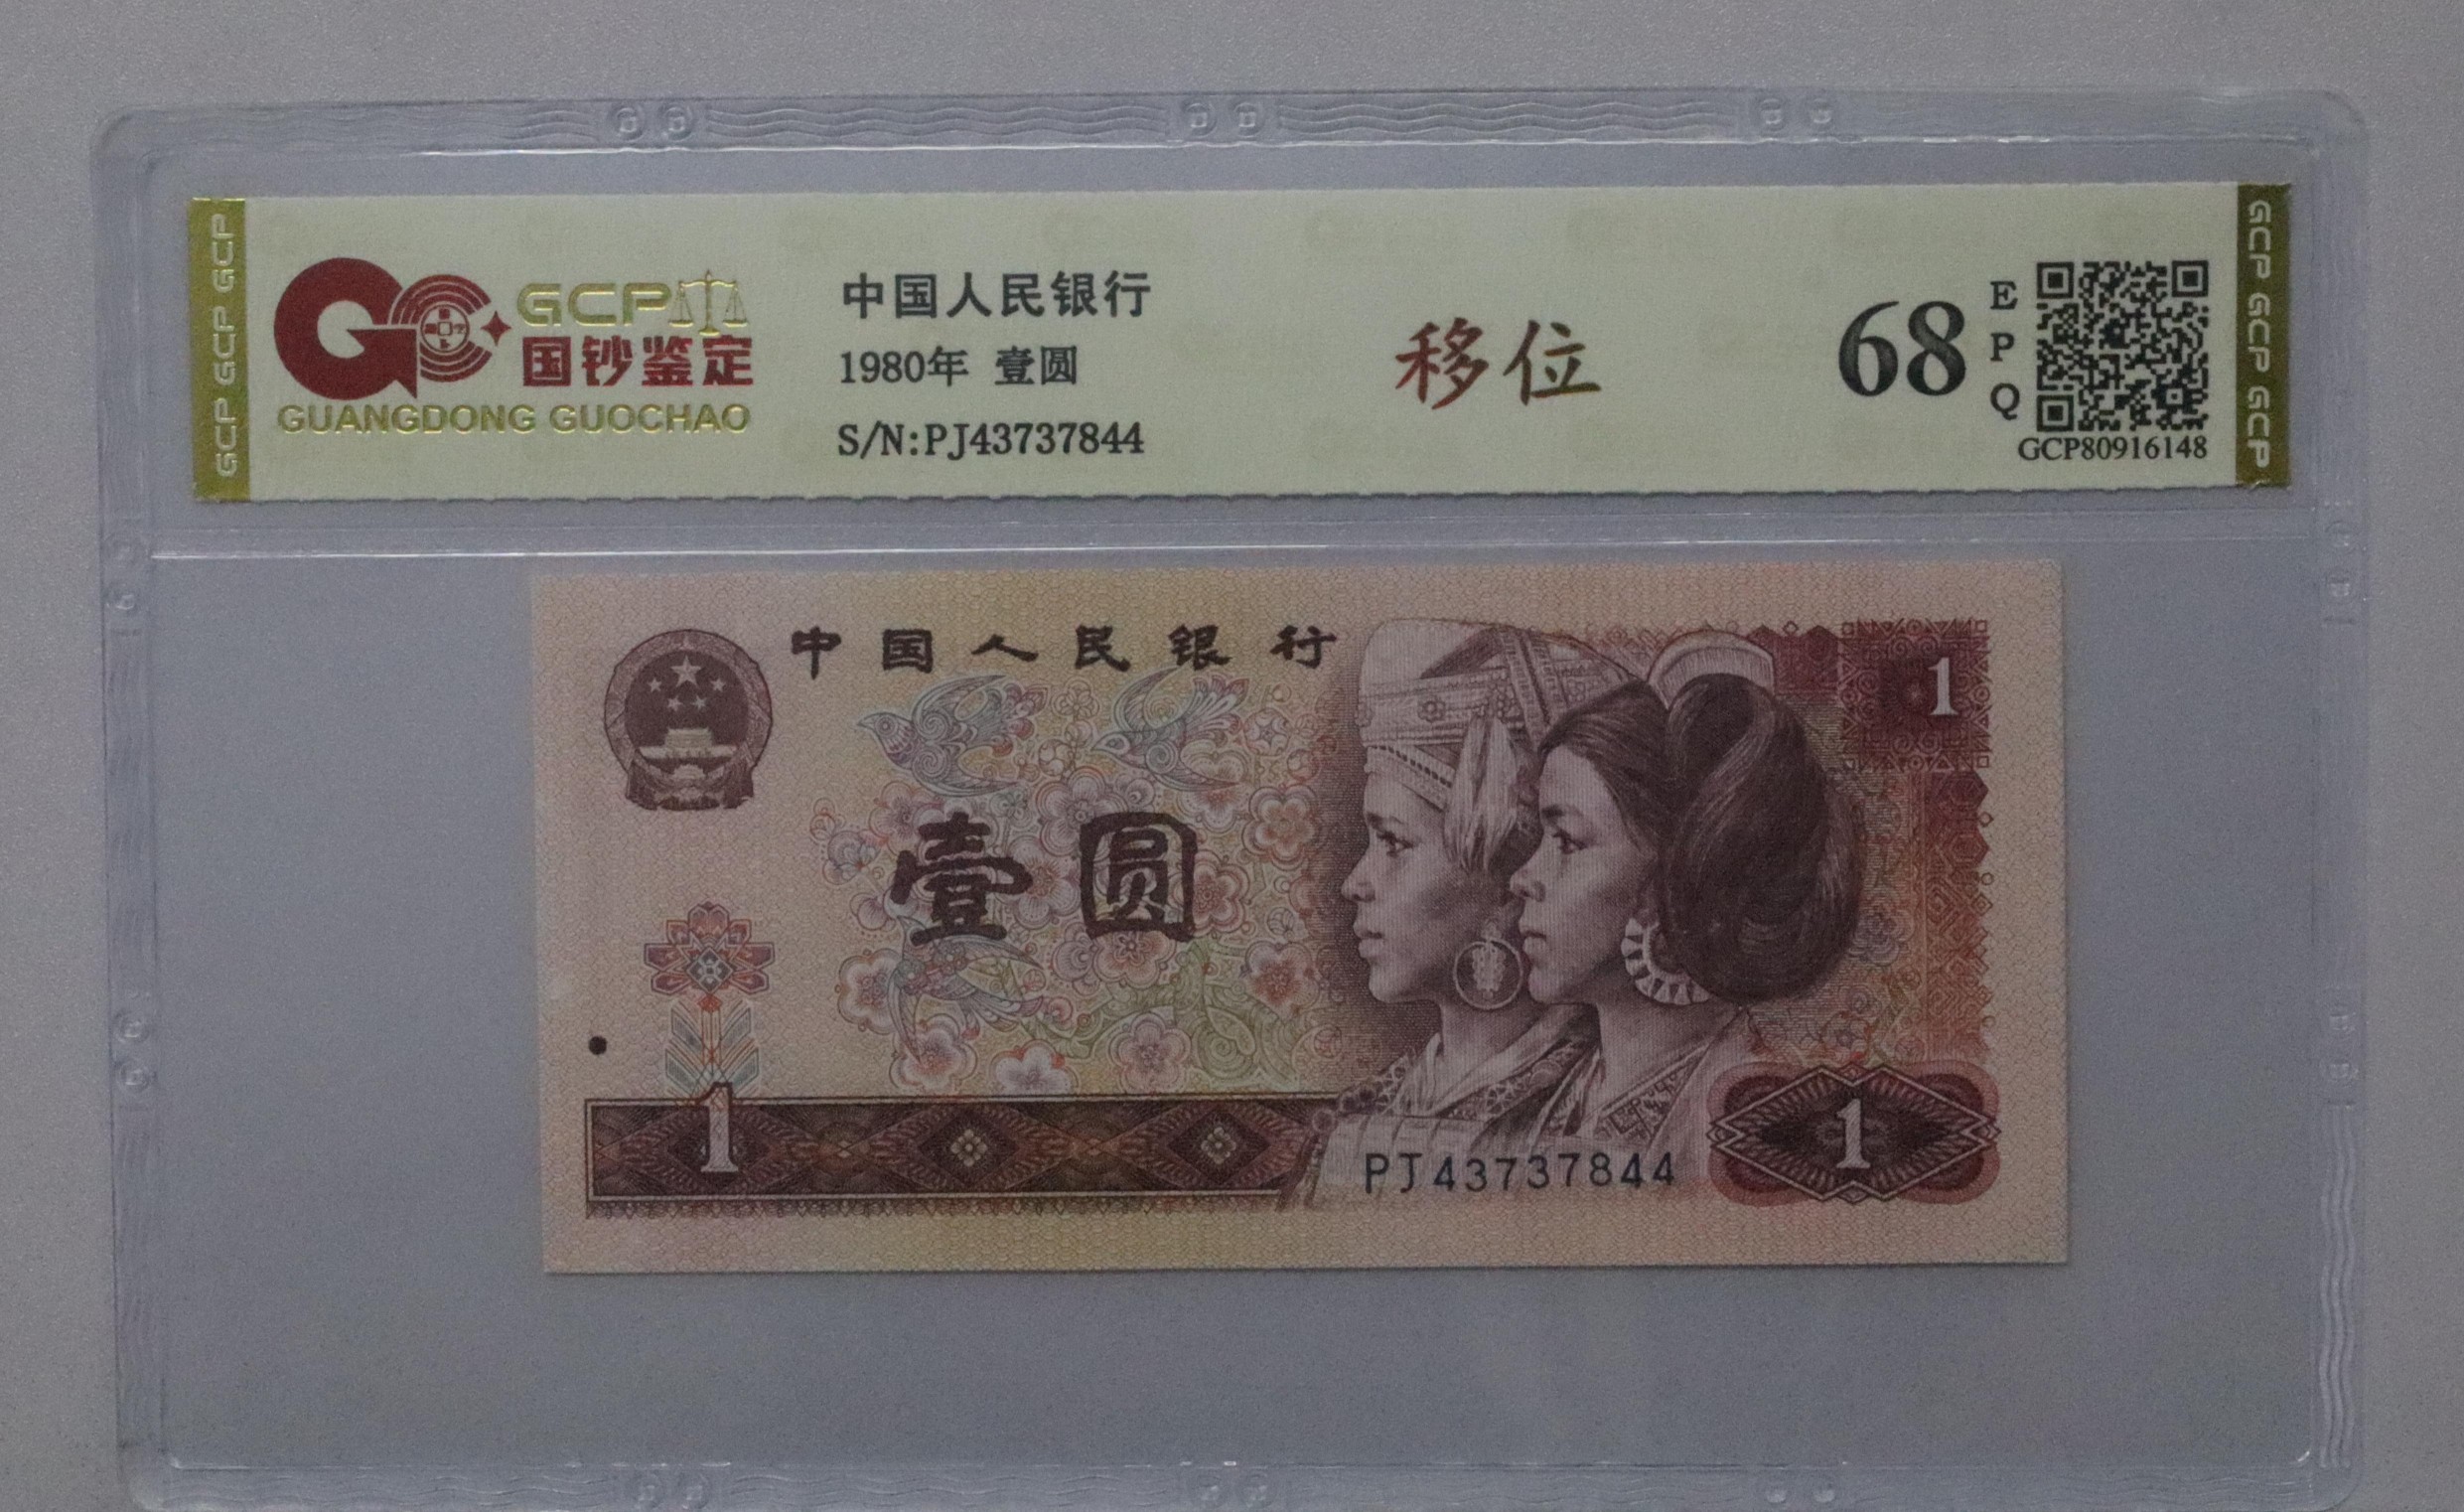 GCP GCP GCP
GCP
国钞鉴定
GUANGDONG GUOCHAO
中国人民银行
1980年 壹圆
S/N:PJ43737844
移位
68
E
P
Q
GCP80916148
GCP GCP GCP
中国人民银行
1
壹圆
1
PJ43737844
1